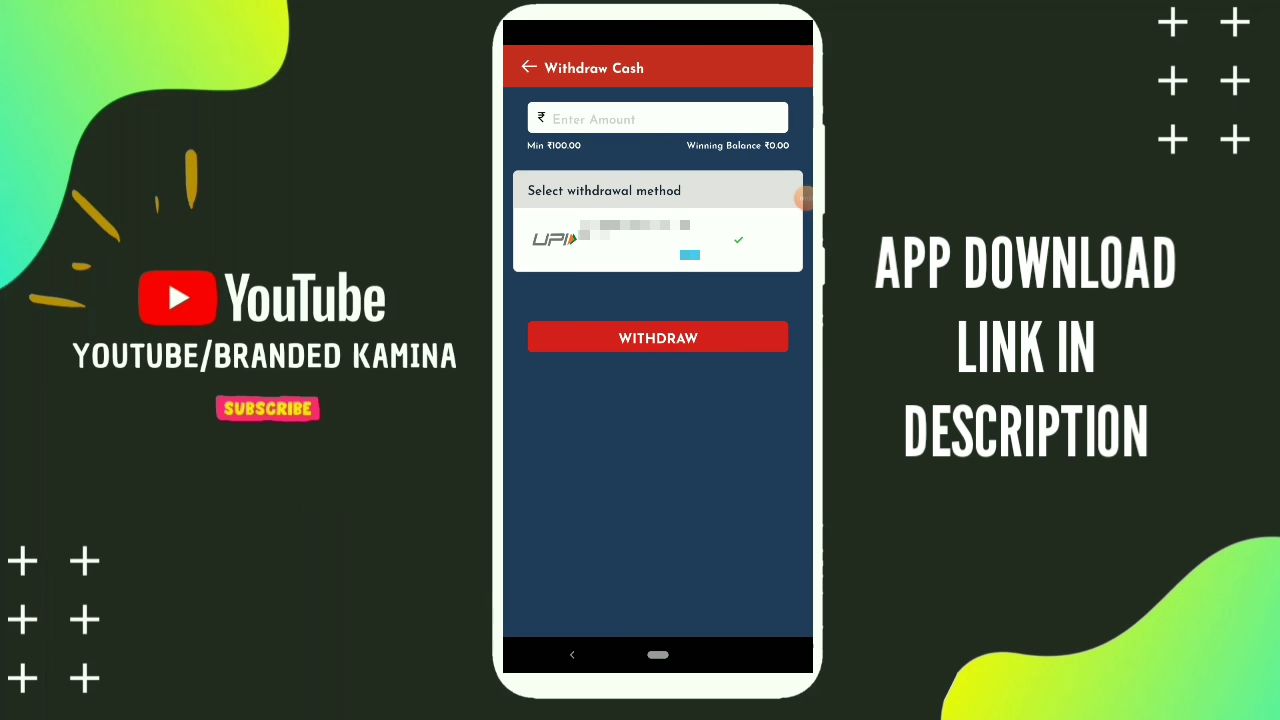 Withdraw Cash
₹ Enter Amount
Min ₹100.00 Winning Balance ₹0.00
Select withdrawal method
UPI
WITHDRAW
YouTube
YOUTUBE/BRANDED KAMINA
SUBSCRIBE
APP DOWNLOAD
LINK IN
DESCRIPTION